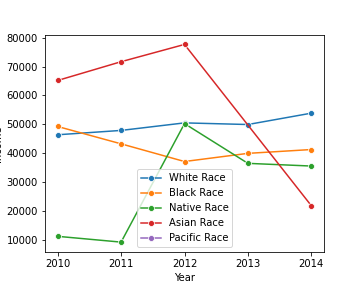 80000
70000
60000
50000
40000
30000
20000
10000
White Race
Black Race
Native Race
Asian Race
Pacific Race
2010 2011 2012 2013 2014
Year